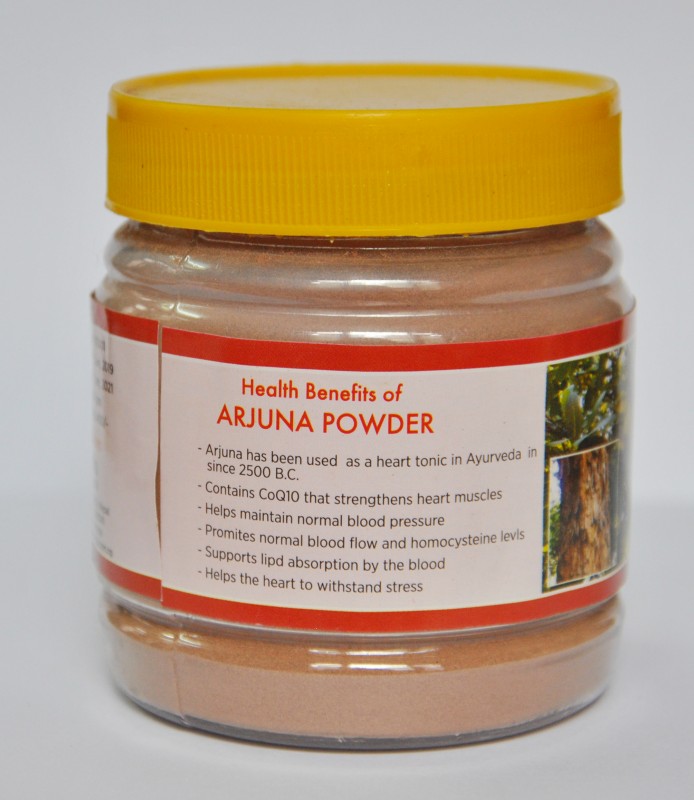 2019
2021
Health Benefits of
ARJUNA POWDER
- Arjuna has been used as a heart tonic in Ayurveda in
since 2500 B.C.
- Contains CoQ10 that strengthens heart muscles
- Helps maintain normal blood pressure
- Promites normal blood flow and homocysteine levls
- Supports lipd absorption by the blood
- Helps the heart to withstand stress